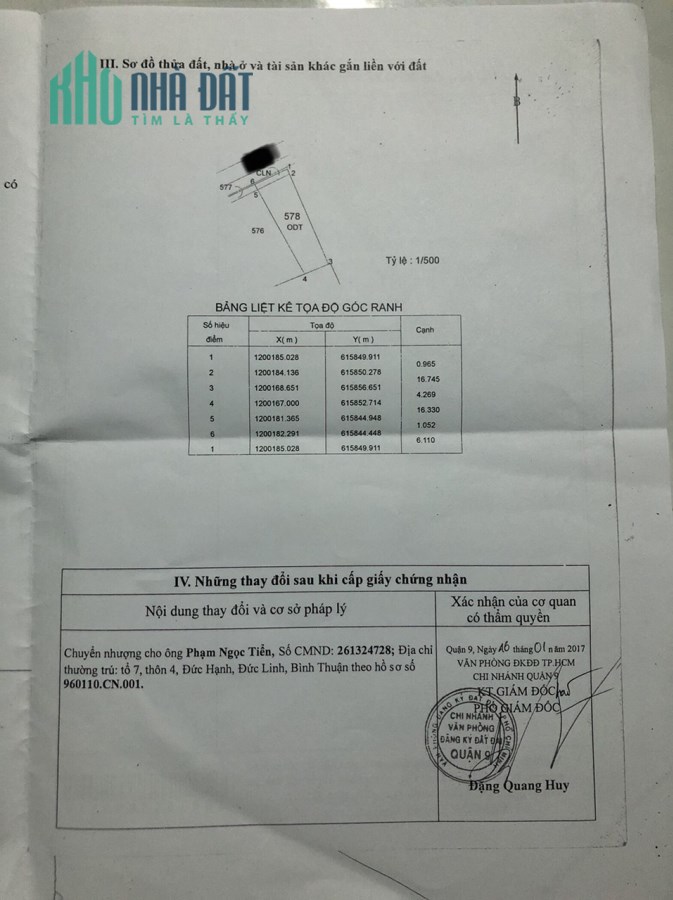 III. Sơ đồ thửa đất, nhà ở và tài sản khác gắn liền với đất
KHO NHÀ ĐẤT
TÌM LÀ THẤY
B
có
1
CLN
2
6
577
5
578
ODT
576
3
4
Tỷ lệ : 1/500
BẢNG LIỆT KÊ TỌA ĐỘ GÓC RANH
Số hiệu điểm Tọa độ Cạnh
X( m ) Y( m )
1 1200185.028 615849.911
0.965
2 1200184.136 615850.278
16.745
3 1200168.651 615856.651
4.269
4 1200167.000 615852.714
16.330
5 1200181.365 615844.948
1.052
6 1200182.291 615844.448
6.110
1 1200185.028 615849.911
IV. Những thay đổi sau khi cấp giấy chứng nhận
Nội dung thay đổi và cơ sở pháp lý
Xác nhận của cơ quan
có thẩm quyền
Chuyển nhượng cho ông Phạm Ngọc Tiển, Số CMND: 261324728; Địa chỉ
thường trú: tổ 7, thôn 4, Đức Hạnh, Đức Linh, Bình Thuận theo hồ sơ số
960110.CN.001.
Quận 9, Ngày 16 tháng 01 năm 2017
VĂN PHÒNG ĐKĐĐ TP.HCM
CHI NHÁNH QUẬN 9
KT GIÁM ĐỐC
PHÓ GIÁM ĐỐC
CHI NHÁNH
VĂN PHÒNG
ĐĂNG KÝ ĐẤT ĐAI
QUẬN 9
Đặng Quang Huy